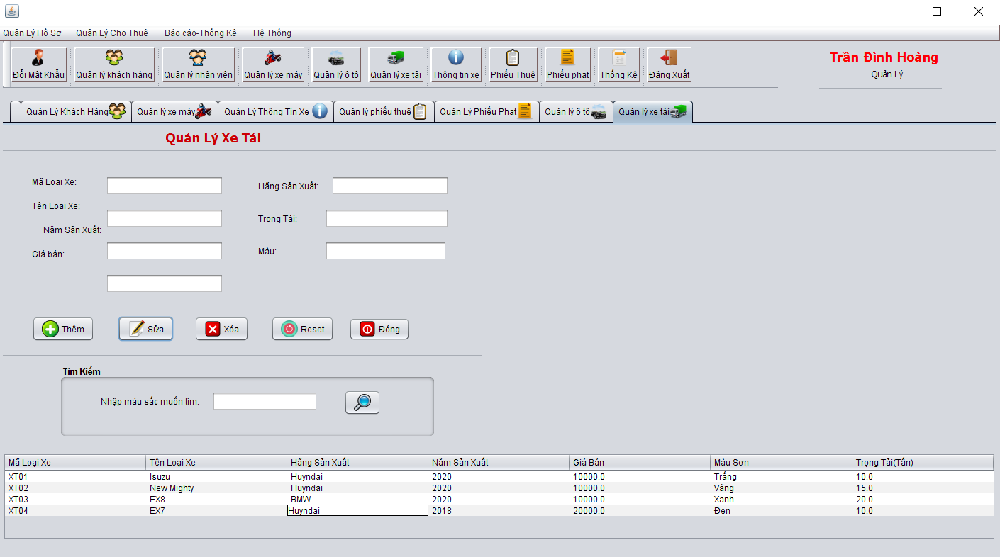 Quản Lý Hồ Sơ Quản Lý Cho Thuê Báo cáo-Thống Kê Hệ Thống
Đổi Mật Khẩu Quản lý khách hàng Quản lý nhân viên Quản lý xe máy Quản lý ô tô Quản lý xe tải Thông tin xe Phiếu Thuê Phiếu phạt Thống Kê Đăng Xuất
Trần Đình Hoàng
Quản Lý
Quản Lý Khách Hàng Quản lý xe máy Quản Lý Thông Tin Xe Quản lý phiếu thuê Quản Lý Phiếu Phạt Quản lý ô tô Quản lý xe tải
Quản Lý Xe Tải
Mã Loại Xe: Hãng Sản Xuất:
Tên Loại Xe:
Trọng Tải:
Năm Sản Xuất:
Giá bán: Màu:
Thêm Sửa Xóa Reset Đóng
Tìm Kiếm
Nhập màu sắc muốn tìm:
Mã Loại Xe Tên Loại Xe Hãng Sản Xuất Năm Sản Xuất Giá Bán Màu Sơn Trọng Tải(Tấn)
XT01 Isuzu Huyndai 2020 10000.0 Trắng 10.0
XT02 New Mighty Huyndai 2020 10000.0 Vàng 15.0
XT03 EX8 BMW 2020 10000.0 Xanh 20.0
XT04 EX7 Huyndai 2018 20000.0 Đen 10.0